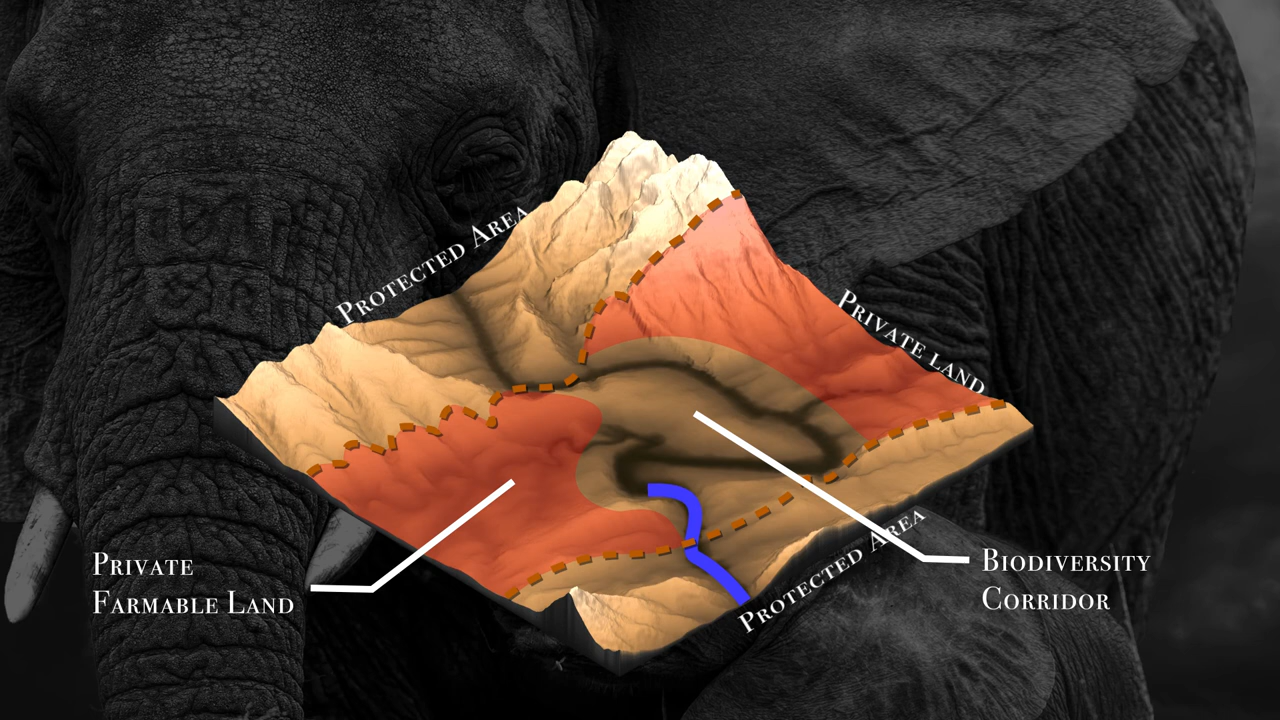 Protected Area
Private land
Private
Farmable Land
Protected Area
Biodiversity
Corridor